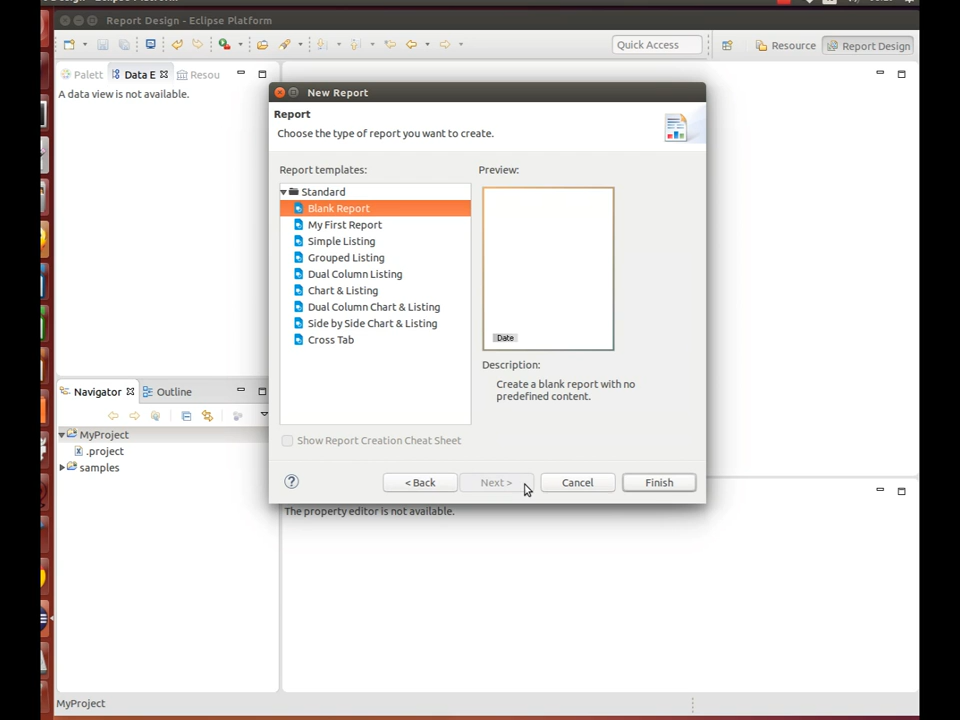 Report Design - Eclipse Platform
Quick Access
Resource
Report Design
Palett
Data E
Resou
A data view is not available.
New Report
Report
Choose the type of report you want to create.
Report templates:
Preview:
Standard
Blank Report
My First Report
Simple Listing
Grouped Listing
Dual Column Listing
Chart & Listing
Dual Column Chart & Listing
Side by Side Chart & Listing
Cross Tab
Date
Description:
Create a blank report with no
predefined content.
Show Report Creation Cheat Sheet
< Back
Next >
Cancel
Finish
Navigator
Outline
MyProject
.project
samples
The property editor is not available.
MyProject